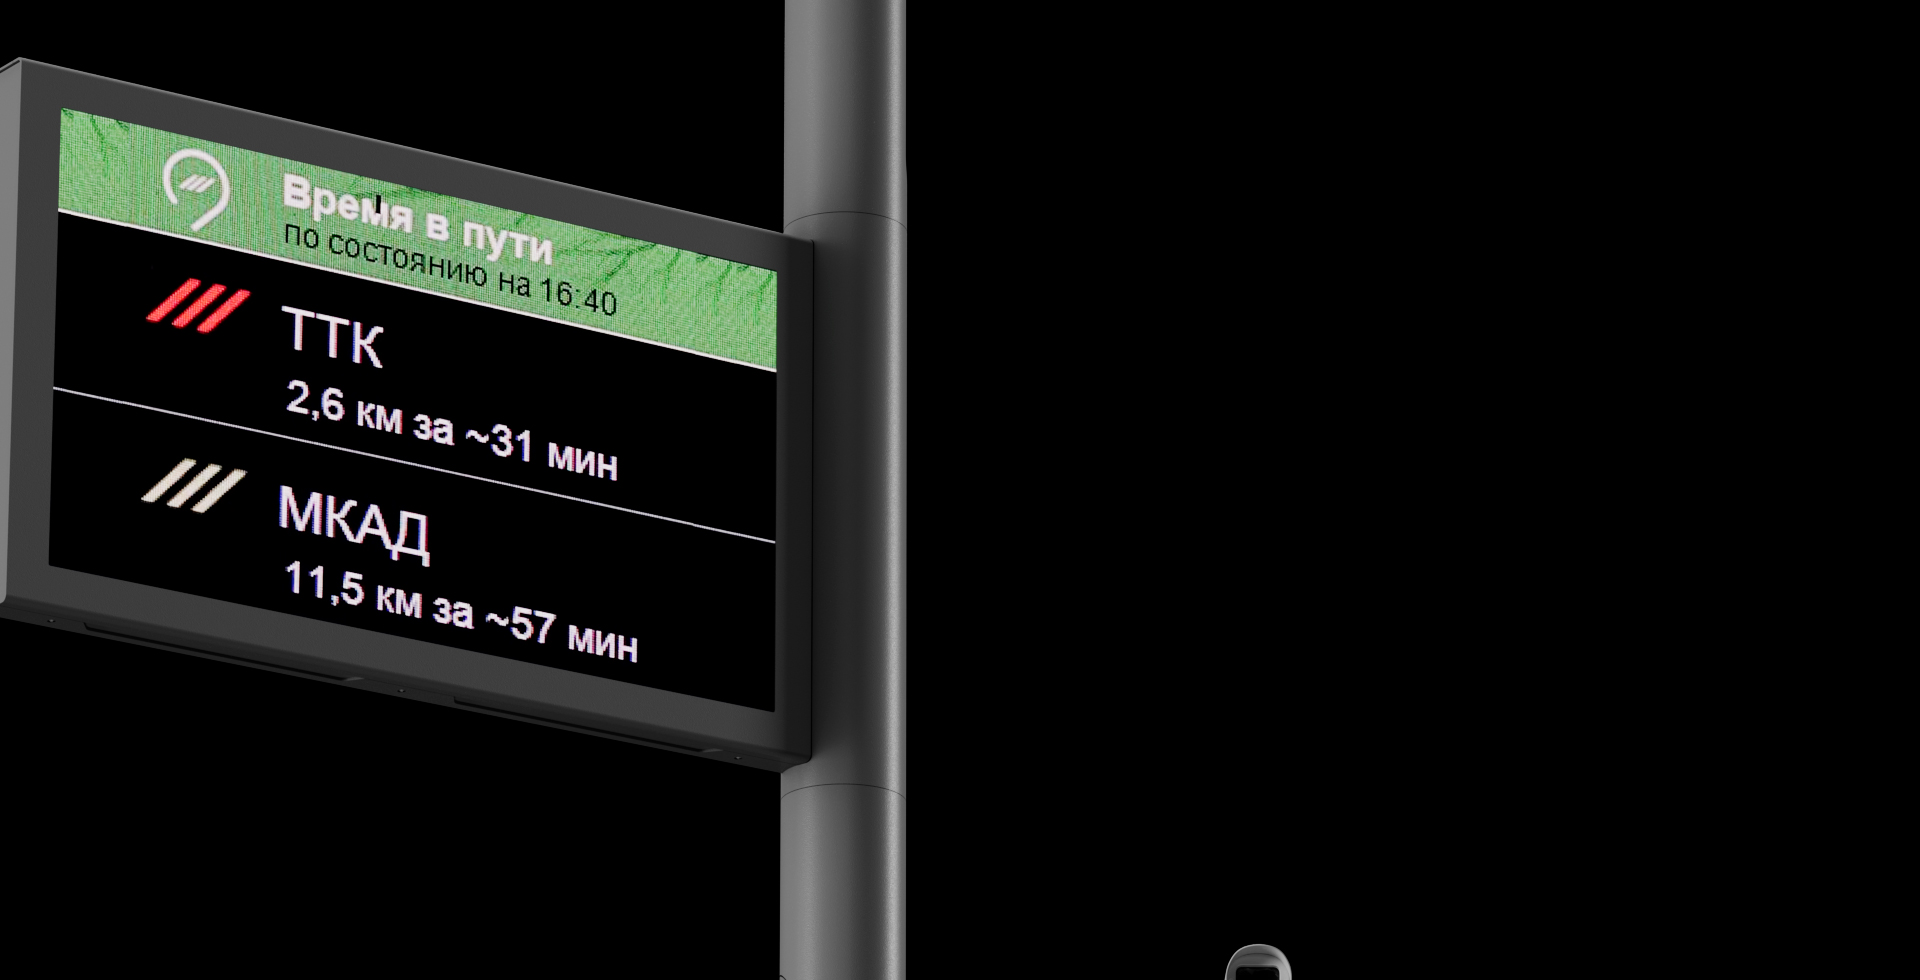 Время в пути
по состоянию на 16:40
ТТК
2,6 км за ~31 мин
МКАД
11,5 км за ~57 мин